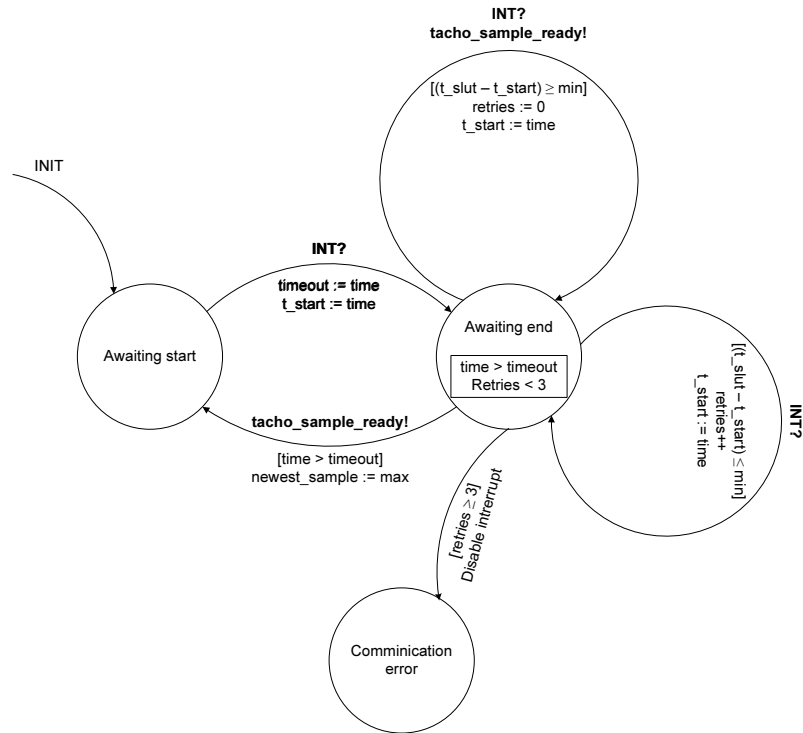 INT?
tacho_sample_ready!
[(t_slut – t_start) ≥ min]
retries := 0
t_start := time
INIT
INT?
timeout := time
t_start := time
Awaiting start
Awaiting end
time > timeout
Retries < 3
tacho_sample_ready!
[time > timeout]
newest_sample := max
INT?
[(t_slut – t_start) ≤ min]
retries++
t_start := time
[retries ≥ 3]
Disable intrerrupt
Comminication
error